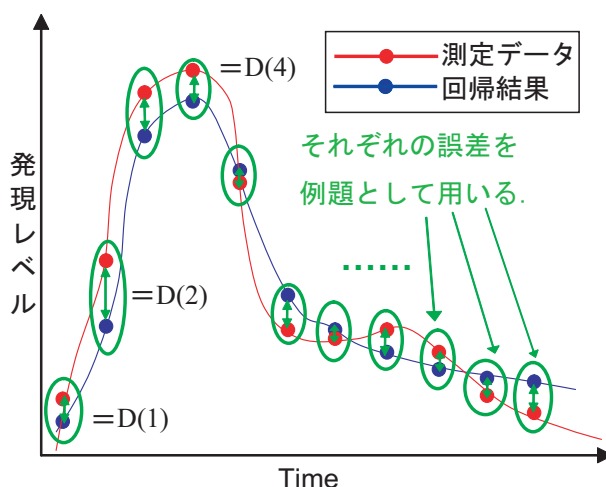 =D(4)
測定データ
回帰結果
それぞれの誤差を
例題として用いる.
発現レベル
......
=D(2)
=D(1)
Time